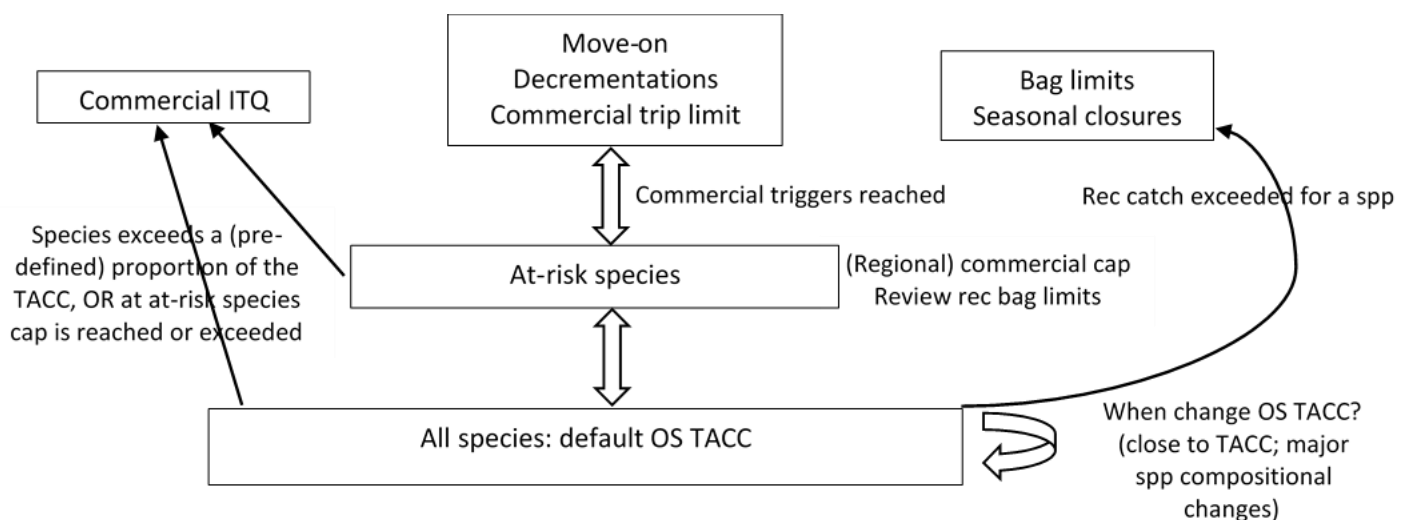 Commercial ITQ
Move-on
Decrementations
Commercial trip limit
Bag limits
Seasonal closures
Commercial triggers reached
Rec catch exceeded for a spp
Species exceeds a (pre-
defined) proportion of the
TACC, OR at at-risk species
cap is reached or exceeded
At-risk species
(Regional) commercial cap
Review rec bag limits
All species: default OS TACC
When change OS TACC?
(close to TACC; major
spp compositional
changes)